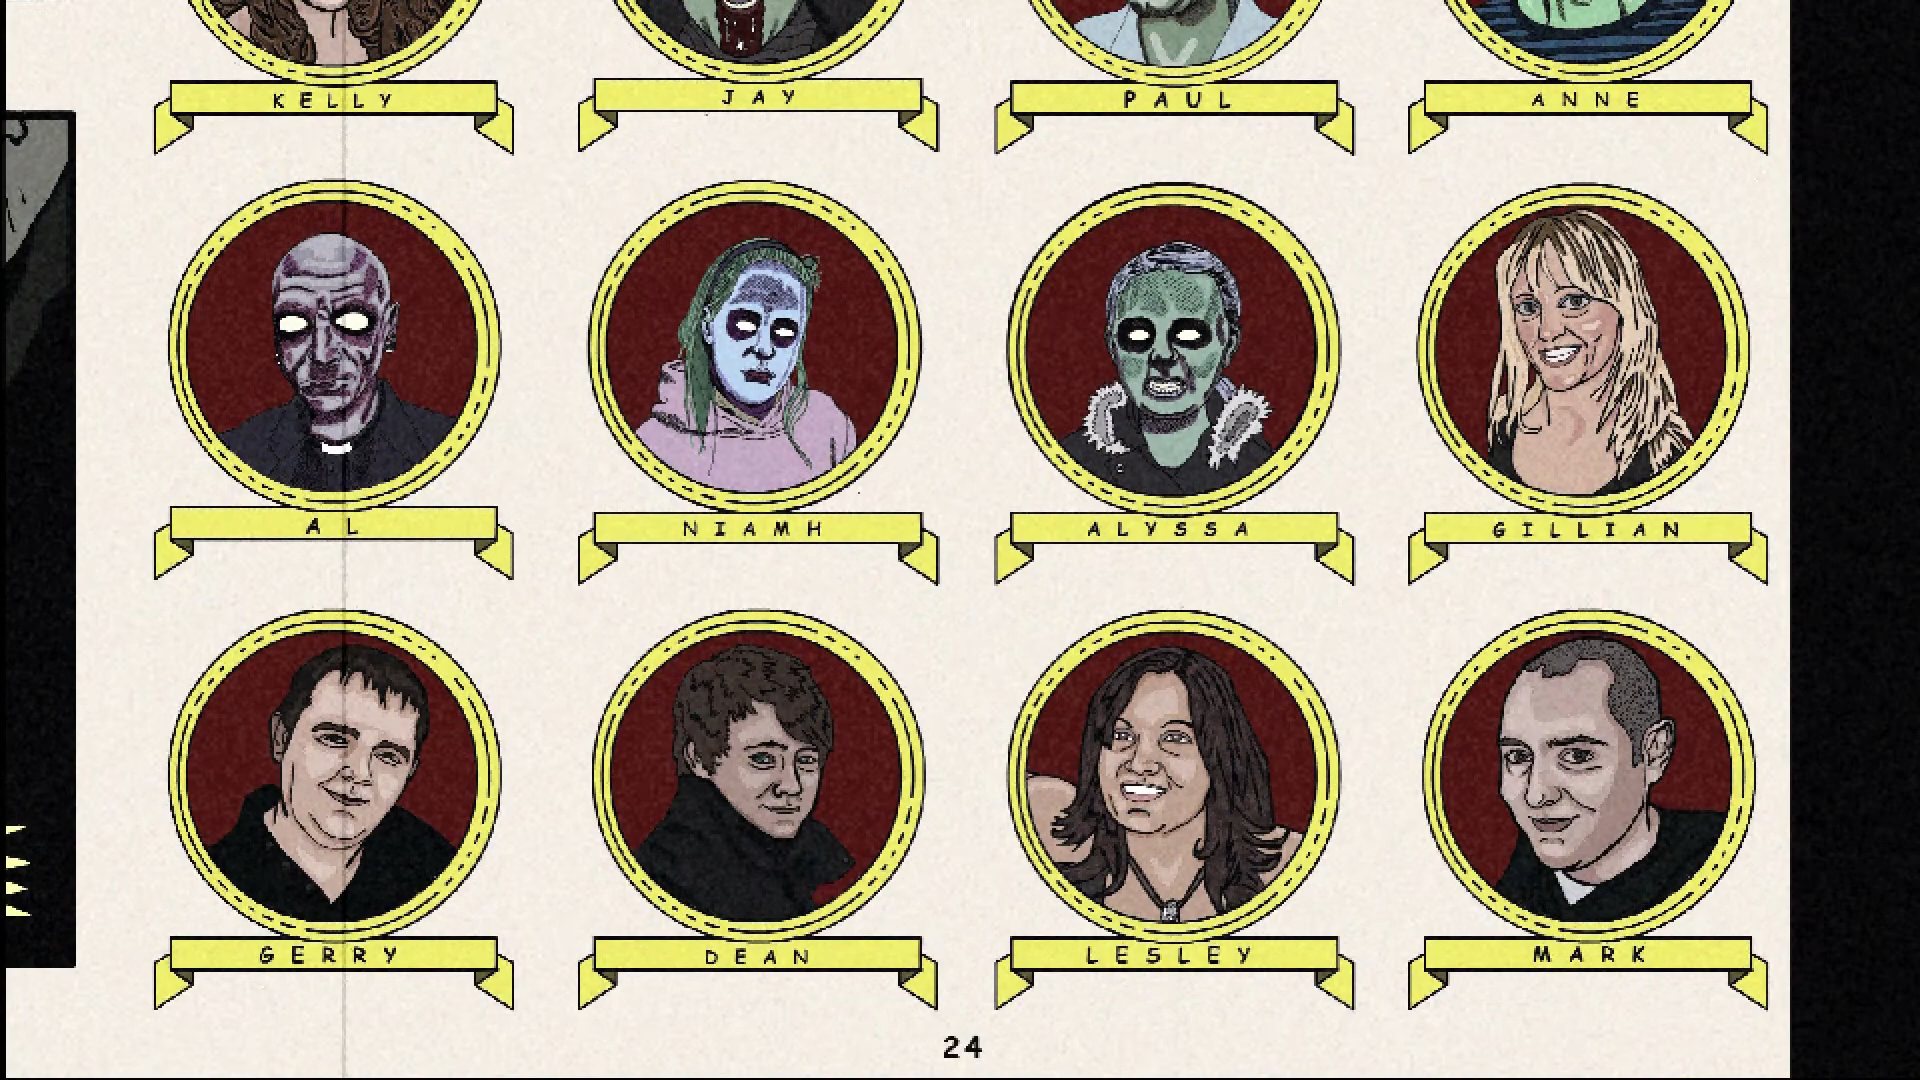 KELLY
JAY
PAUL
ANNE
AL
NIAMH
ALYSSA
GILLIAN
GERRY
DEAN
LESLEY
MARK
24